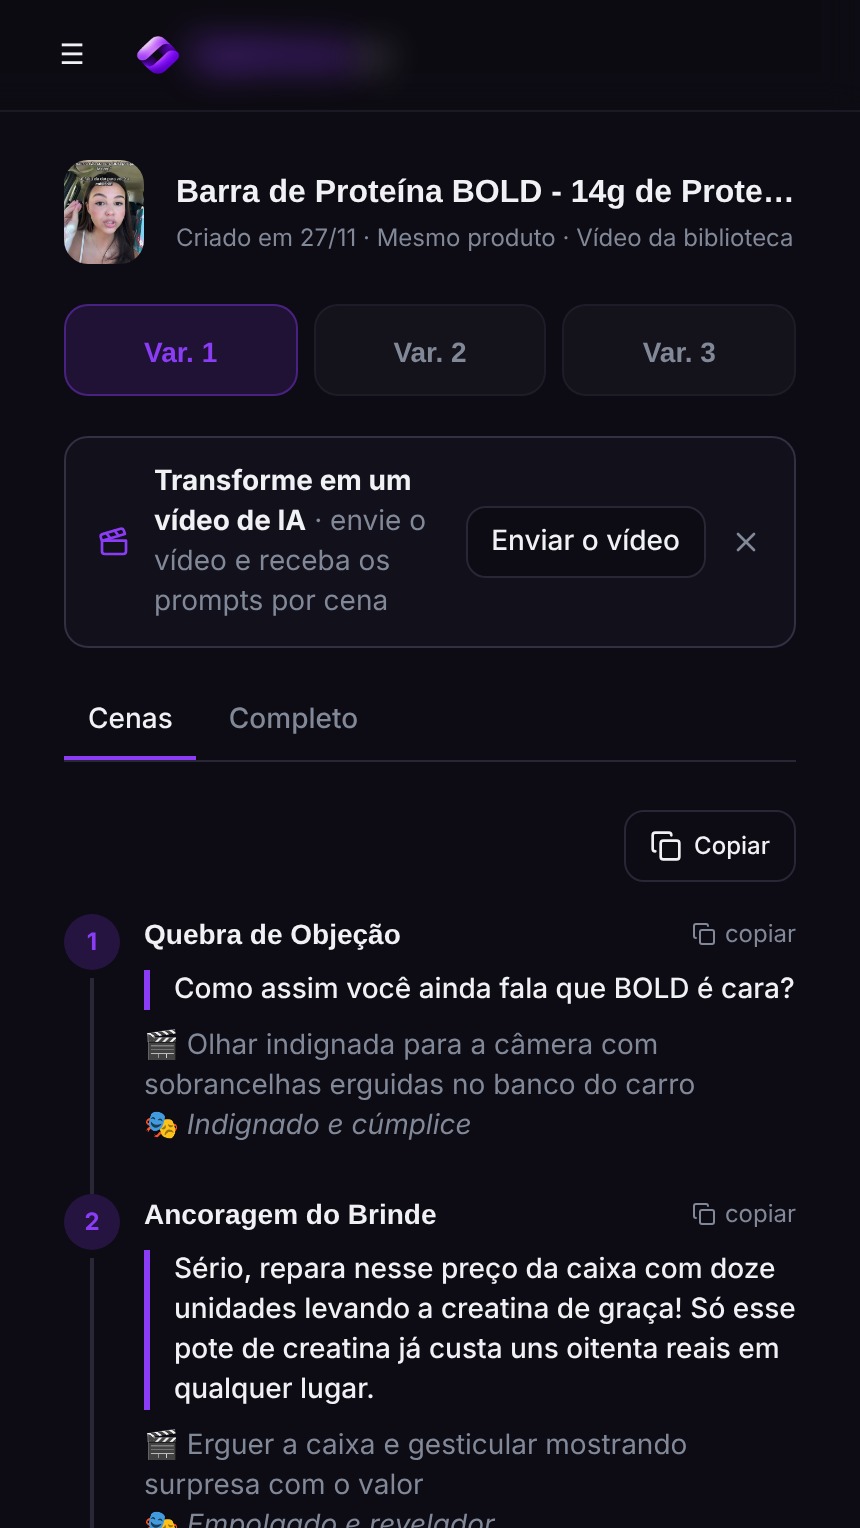 Barra de Proteína BOLD - 14g de Prote...
Criado em 27/11 · Mesmo produto · Vídeo da biblioteca
Var. 1
Var. 2
Var. 3
Transforme em um
vídeo de IA · envie o
vídeo e receba os
prompts por cena
Enviar o vídeo
Cenas
Completo
Copiar
1
Quebra de Objeção
copiar
Como assim você ainda fala que BOLD é cara?
🎬 Olhar indignada para a câmera com
sobrancelhas erguidas no banco do carro
🎭 Indignado e cúmplice
2
Ancoragem do Brinde
copiar
Sério, repara nesse preço da caixa com doze
unidades levando a creatina de graça! Só esse
pote de creatina já custa uns oitenta reais em
qualquer lugar.
🎬 Erguer a caixa e gesticular mostrando
surpresa com o valor
🎭 Empolgado e revelador